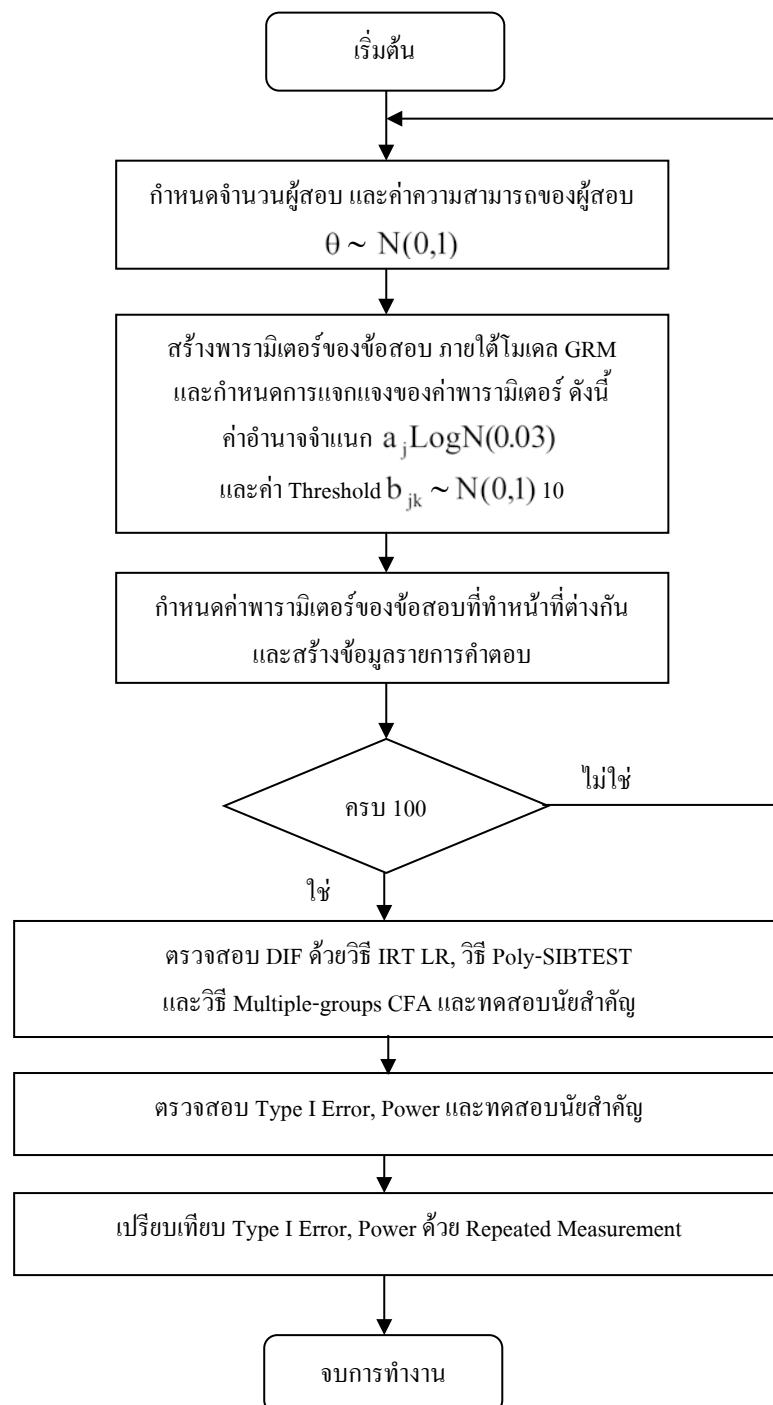 เริ่มต้น
กำหนดจำนวนผู้สอบ และค่าความสามารถของผู้สอบ
θ ~ N(0,1)
สร้างพารามิเตอร์ของข้อสอบ ภายใต้โมเดล GRM
และกำหนดการแจกแจงของค่าพารามิเตอร์ ดังนี้
ค่าอำนาจจำแนก a j LogN(0.03)
และค่า Threshold b jk ~ N(0,1) 10
กำหนดค่าพารามิเตอร์ของข้อสอบที่ทำหน้าที่ต่างกัน
และสร้างข้อมูลรายการคำตอบ
ไม่ใช่
ครบ 100
ใช่
ตรวจสอบ DIF ด้วยวิธี IRT LR, วิธี Poly-SIBTEST
และวิธี Multiple-groups CFA และทดสอบนัยสำคัญ
ตรวจสอบ Type I Error, Power และทดสอบนัยสำคัญ
เปรียบเทียบ Type I Error, Power ด้วย Repeated Measurement
จบการทำงาน